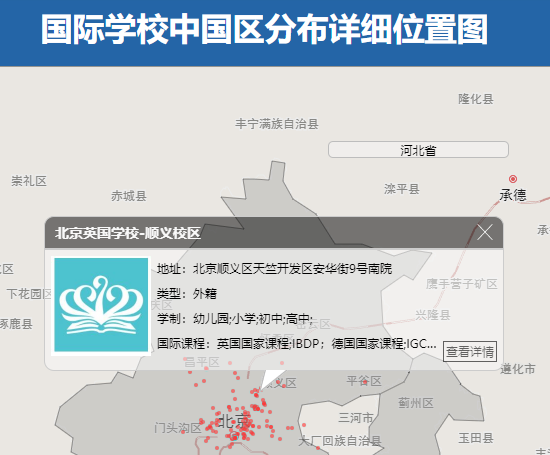 国际学校中国区分布详细位置图
隆化县
丰宁满族自治县
河北省
崇礼区
滦平县
赤城县
承德
北京英国学校-顺义校区
地址：北京顺义区天竺开发区安华街9号南院
类型：外籍
学制：幼儿园;小学;初中;高中;
国际课程：英国国家课程;IBDP；德国国家课程;IGC...
查看详情
下花园区
鹰手营子矿区
兴隆县
涿鹿县
昌平区
遵化市
顺义区
平谷区
蓟州区
北京
门头沟区
三河市
大厂回族自治县
玉田县